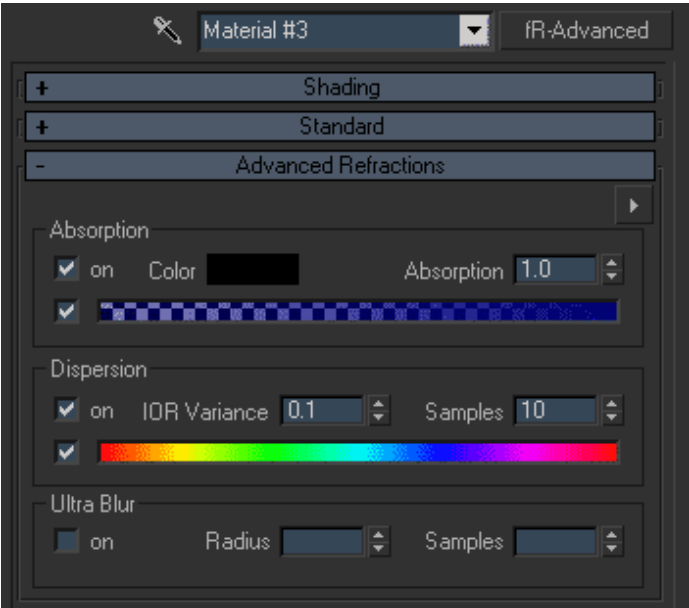 Material #3 fR-Advanced
+ Shading
+ Standard
- Advanced Refractions
Absorption
on Color Absorption 1.0
Dispersion
on IOR Variance 0.1 Samples 10
Ultra Blur
on Radius Samples